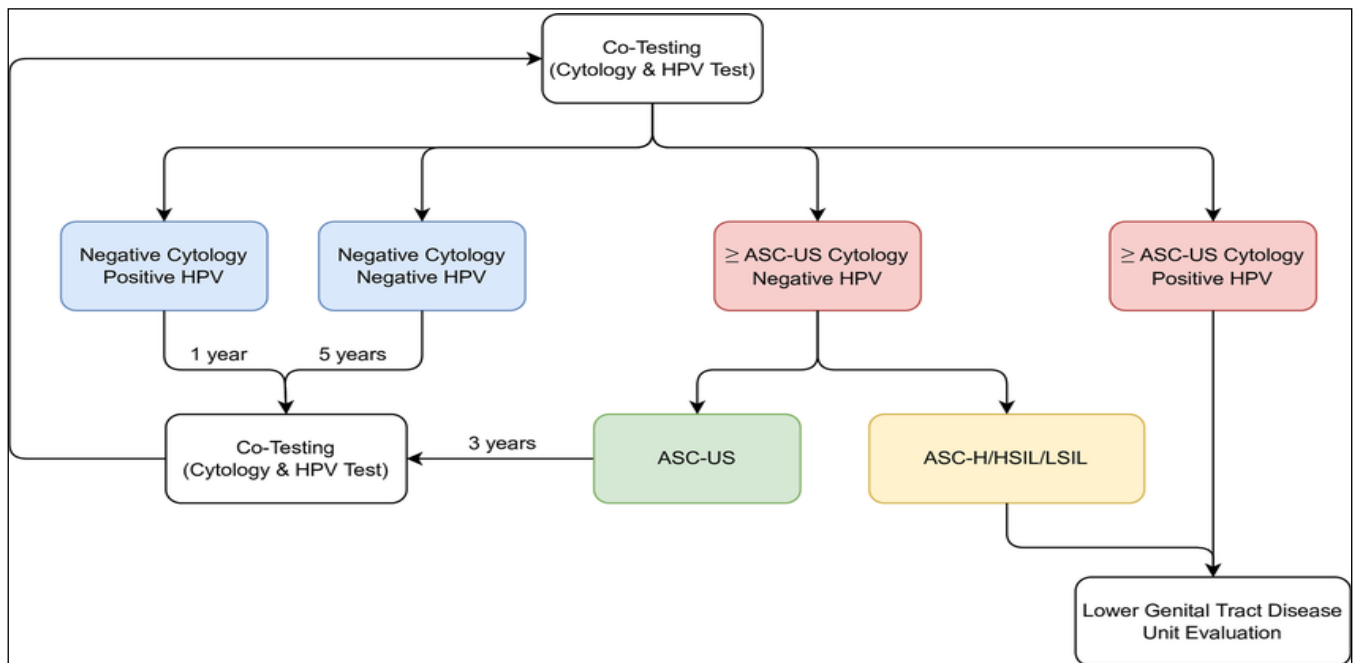 Co-Testing
(Cytology & HPV Test)
Negative Cytology
Positive HPV
Negative Cytology
Negative HPV
≥ ASC-US Cytology
Negative HPV
≥ ASC-US Cytology
Positive HPV
1 year
5 years
Co-Testing
(Cytology & HPV Test)
3 years
ASC-US
ASC-H/HSIL/LSIL
Lower Genital Tract Disease
Unit Evaluation